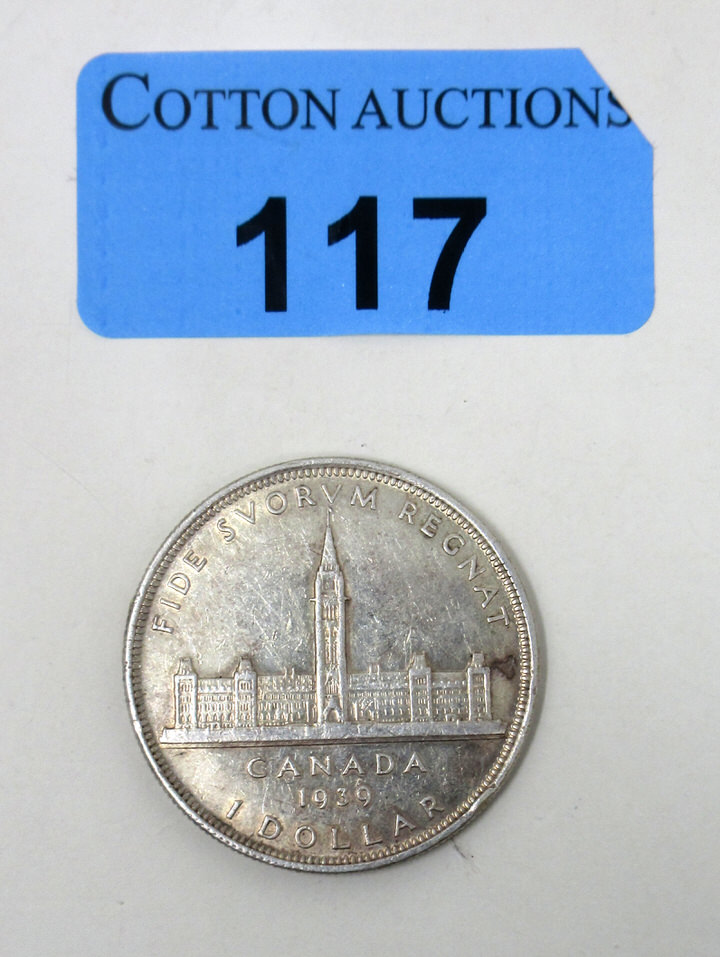 COTTON AUCTIONS
117
FIDE SVORVM REGNAT
CANADA
1939
1 DOLLAR